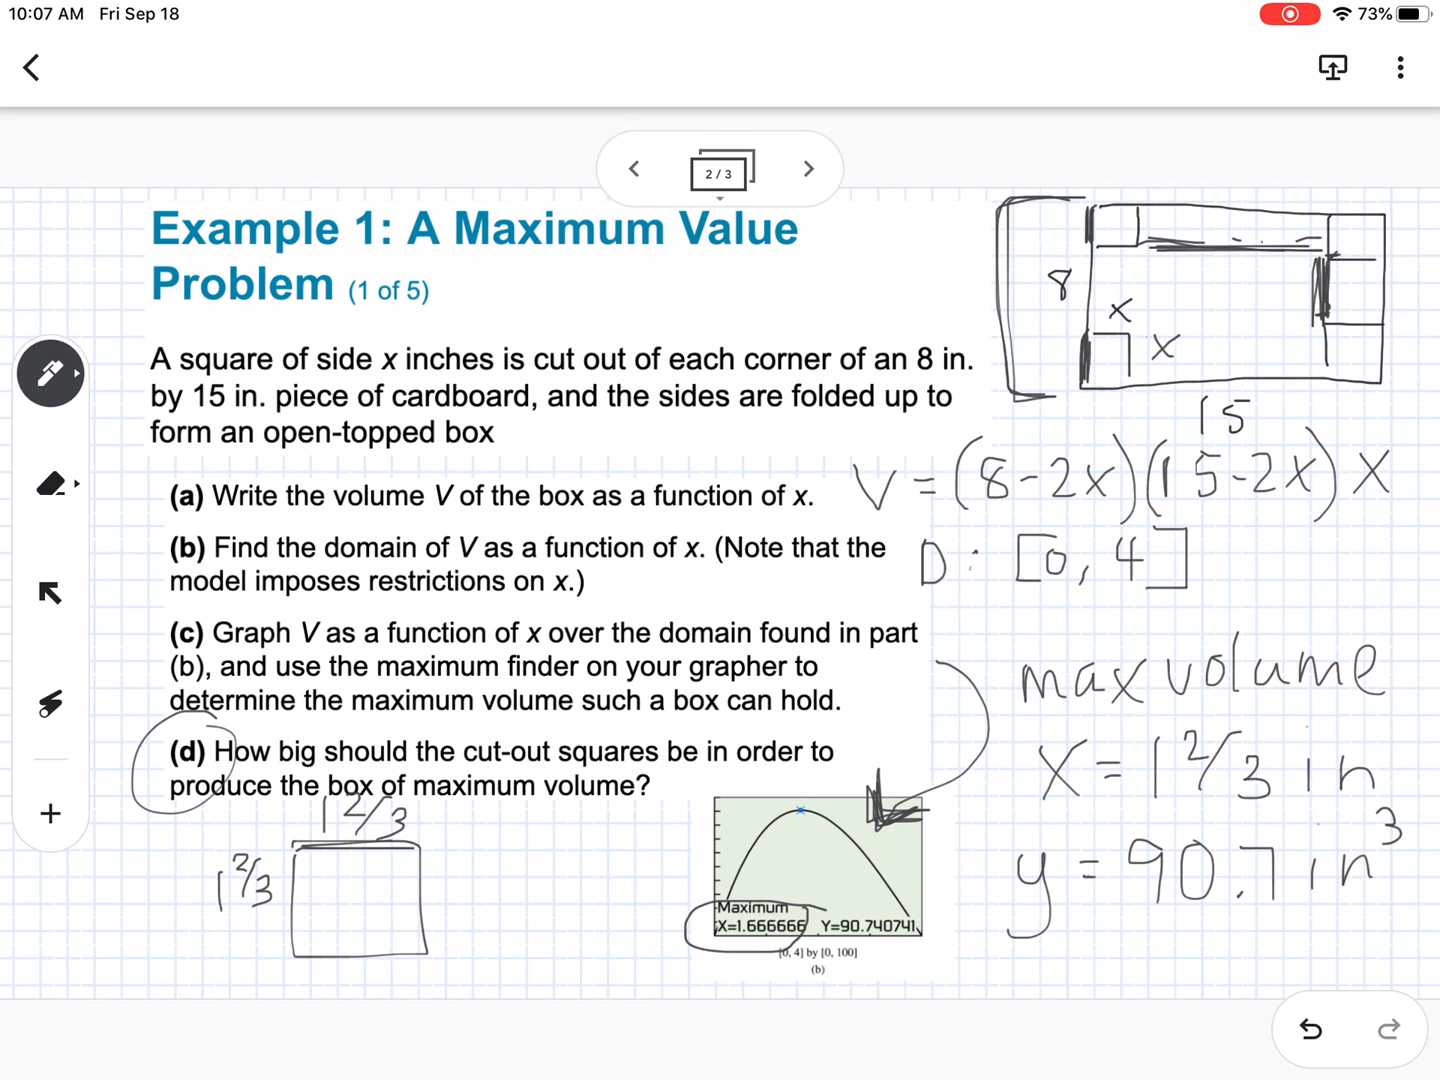 10:07 AM Fri Sep 18
73%
2 / 3
Example 1: A Maximum Value
Problem (1 of 5)
8
x
x
15
A square of side x inches is cut out of each corner of an 8 in.
by 15 in. piece of cardboard, and the sides are folded up to
form an open-topped box
(a) Write the volume V of the box as a function of x.
V = (8-2x)(15-2x) x
(b) Find the domain of V as a function of x. (Note that the
model imposes restrictions on x.)
D : [0, 4]
(c) Graph V as a function of x over the domain found in part
(b), and use the maximum finder on your grapher to
determine the maximum volume such a box can hold.
max volume
(d) How big should the cut-out squares be in order to
produce the box of maximum volume?
x = 1 2/3 in
y = 90.7 in³
1 2/3
1 2/3
Maximum
X=1.666666 Y=90.740741
[0, 4] by [0, 100]
(b)